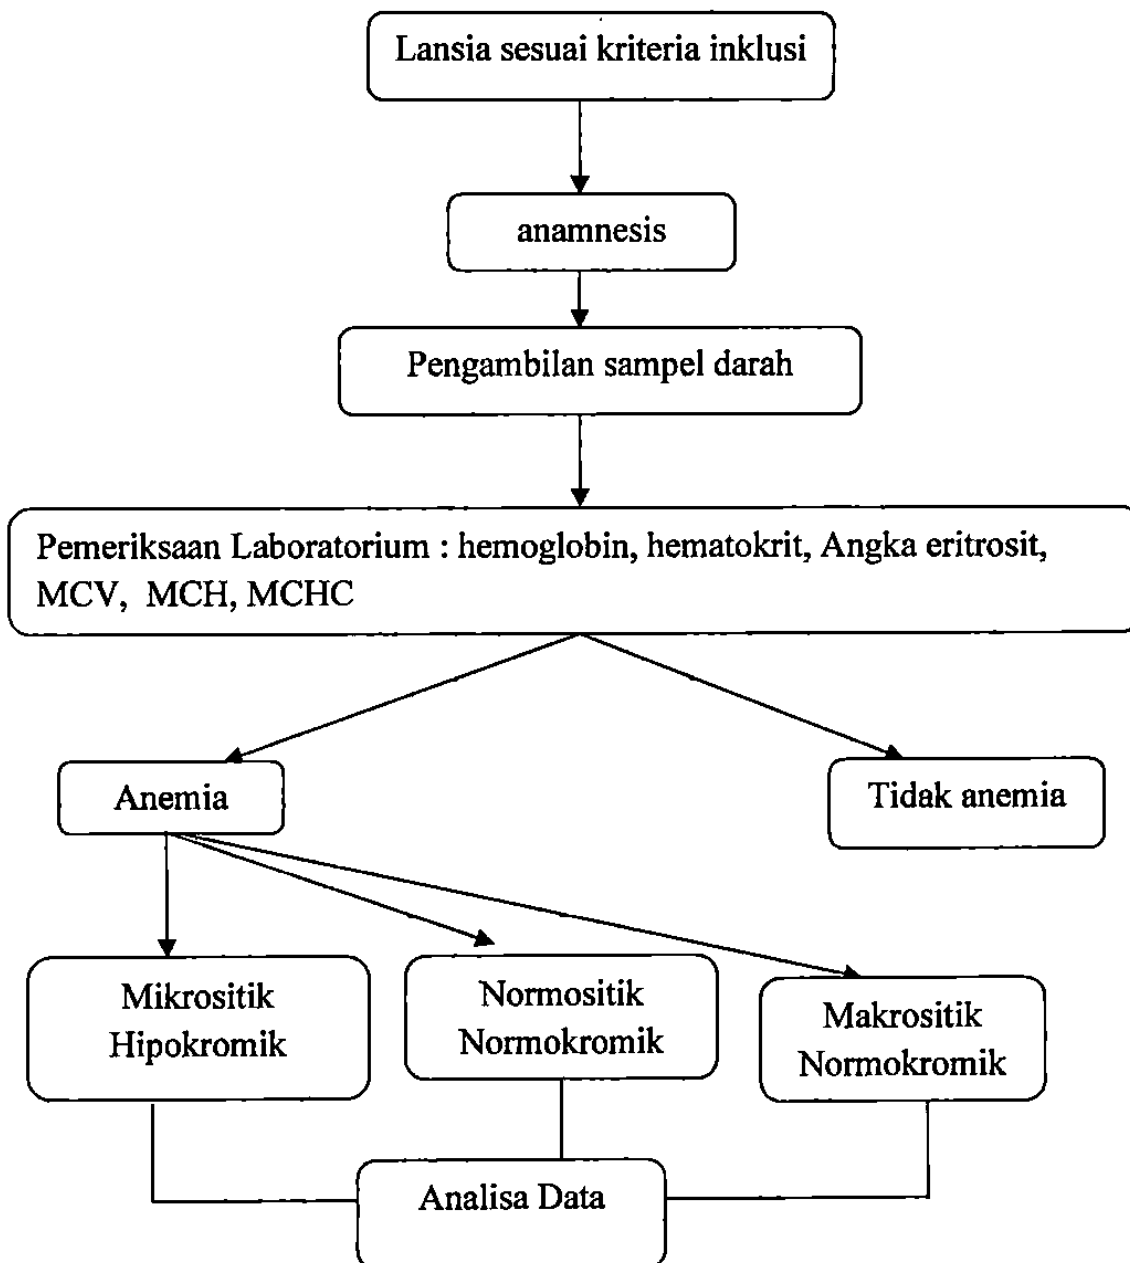 Lansia sesuai kriteria inklusi
anamnesis
Pengambilan sampel darah
Pemeriksaan Laboratorium : hemoglobin, hematokrit, Angka eritrosit,
MCV, MCH, MCHC
Anemia
Tidak anemia
Mikrositik
Hipokromik
Normositik
Normokromik
Makrositik
Normokromik
Analisa Data